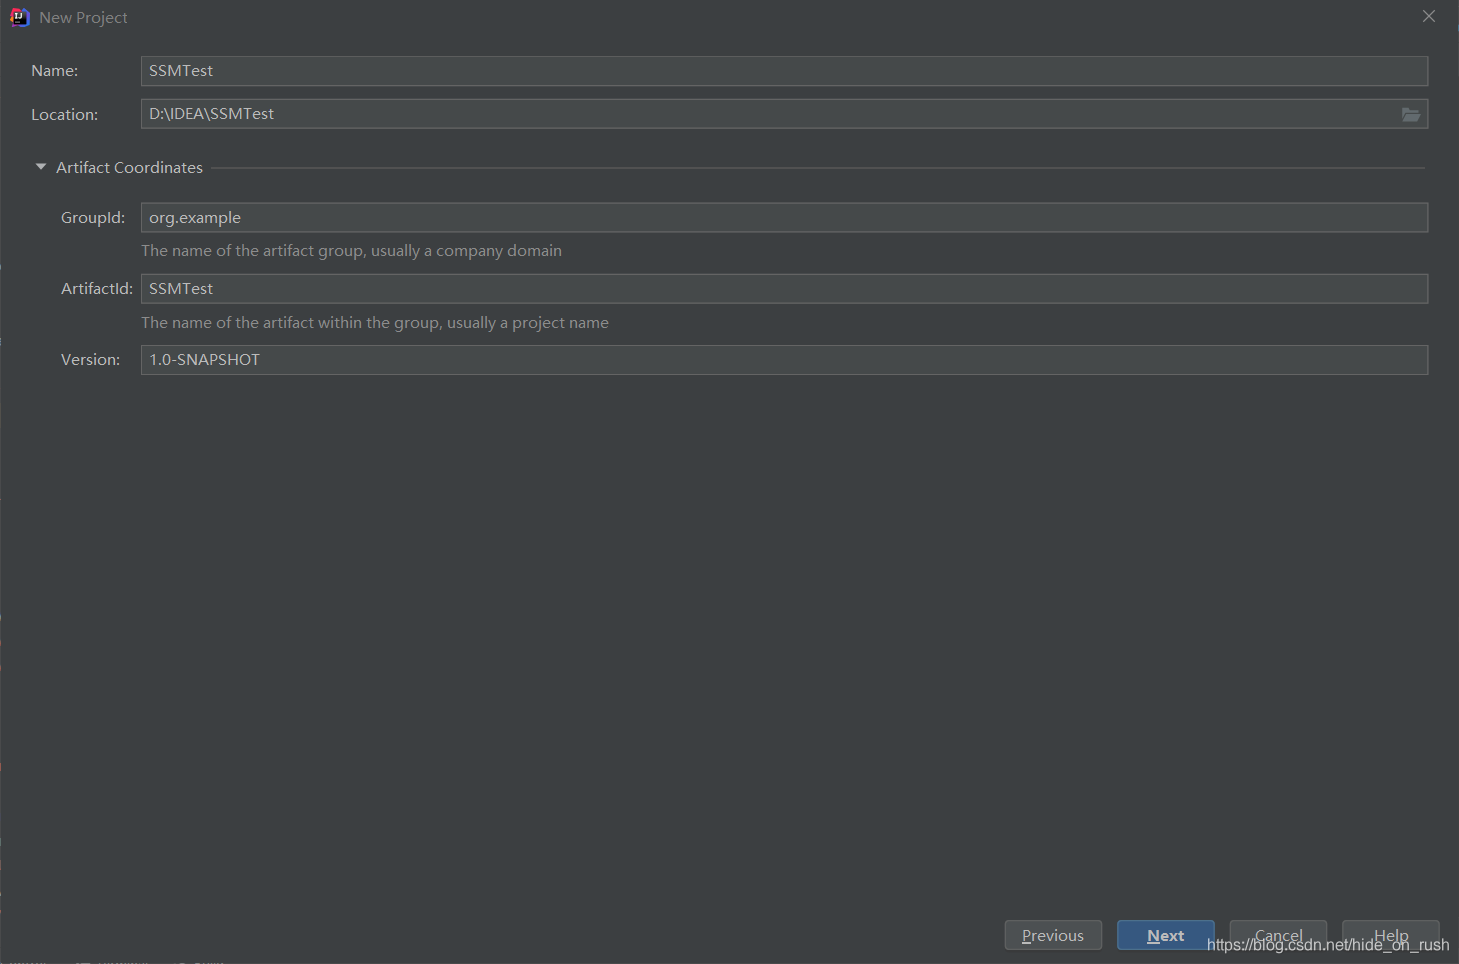 New Project
Name: SSMTest
Location: D:\IDEA\SSMTest
Artifact Coordinates
GroupId: org.example
The name of the artifact group, usually a company domain
ArtifactId: SSMTest
The name of the artifact within the group, usually a project name
Version: 1.0-SNAPSHOT
Previous Next Cancel Help
https://blog.csdn.net/hide_on_rush